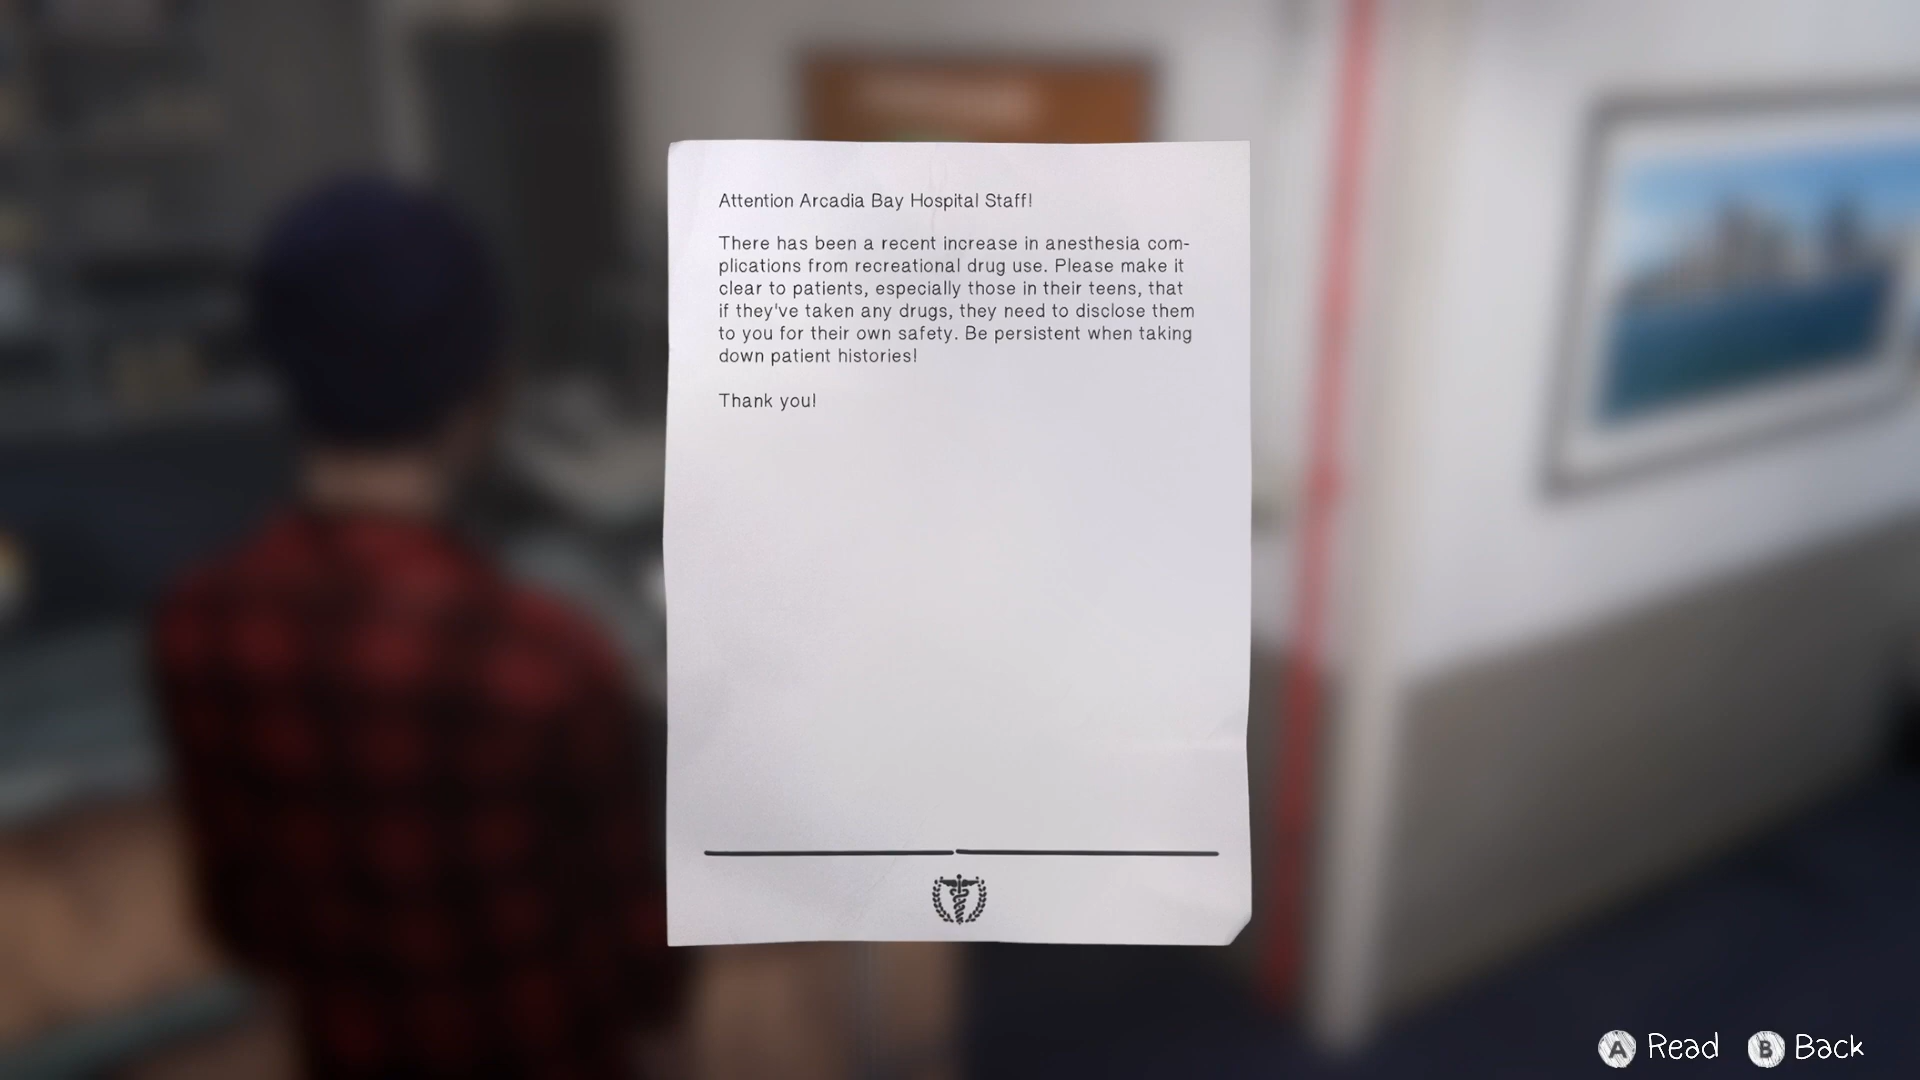 Attention Arcadia Bay Hospital Staff!
There has been a recent increase in anesthesia com-
plications from recreational drug use. Please make it
clear to patients, especially those in their teens, that
if they've taken any drugs, they need to disclose them
to you for their own safety. Be persistent when taking
down patient histories!
Thank you!
A Read B Back